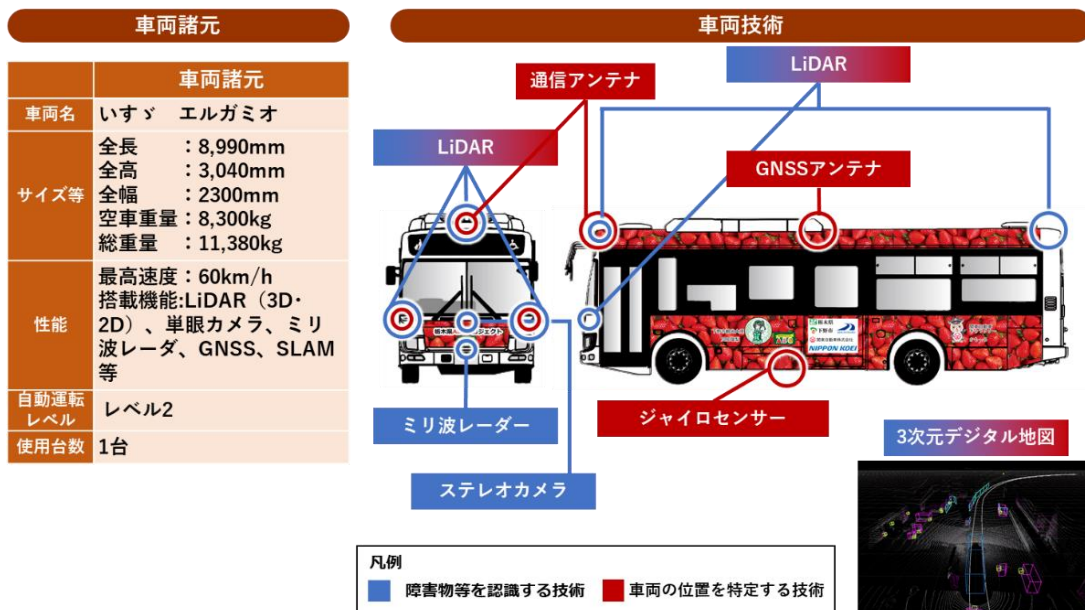 車両諸元
車両諸元
車両名
いすゞ エルガミオ
サイズ等
全長 :8,990mm
全高 :3,040mm
全幅 :2300mm
空車重量:8,300kg
総重量 :11,380kg
性能
最高速度:60km/h
搭載機能:LiDAR(3D・
2D)、単眼カメラ、ミリ
波レーダ、GNSS、SLAM
等
自動運転
レベル
レベル2
使用台数
1台
車両技術
通信アンテナ
LiDAR
LiDAR
GNSSアンテナ
栃木県
下野市
NIPPON KOEI
ミリ波レーダー
ジャイロセンサー
ステレオカメラ
3次元デジタル地図
凡例
障害物等を認識する技術
車両の位置を特定する技術